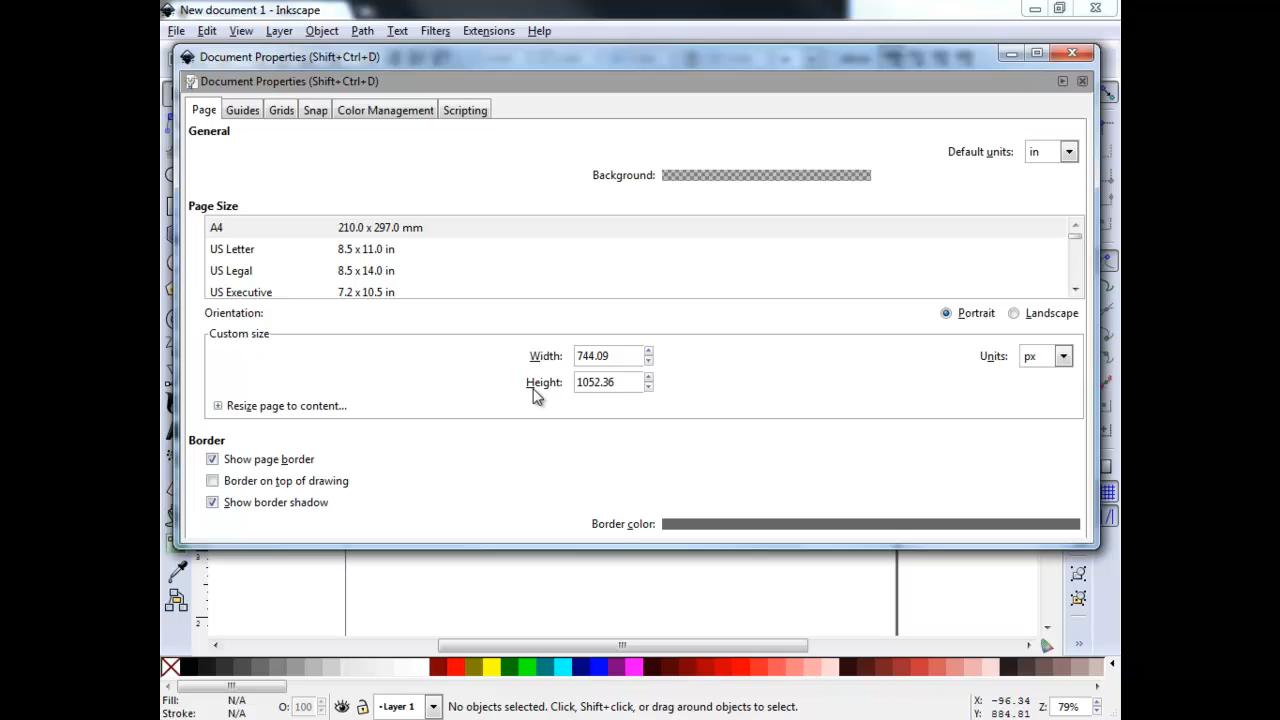 New document 1 - Inkscape
File Edit View Layer Object Path Text Filters Extensions Help
Document Properties (Shift+Ctrl+D)
Document Properties (Shift+Ctrl+D)
Page Guides Grids Snap Color Management Scripting
General
Default units: in
Background:
Page Size
A4 210.0 x 297.0 mm
US Letter 8.5 x 11.0 in
US Legal 8.5 x 14.0 in
US Executive 7.2 x 10.5 in
Orientation: Portrait Landscape
Custom size
Width: 744.09 Units: px
Height: 1052.36
Resize page to content...
Border
Show page border
Border on top of drawing
Show border shadow
Border color:
Fill: N/A
Stroke: N/A
O: 100
Layer 1
No objects selected. Click, Shift+click, or drag around objects to select.
X: -96.34
Y: 884.81
Z: 79%